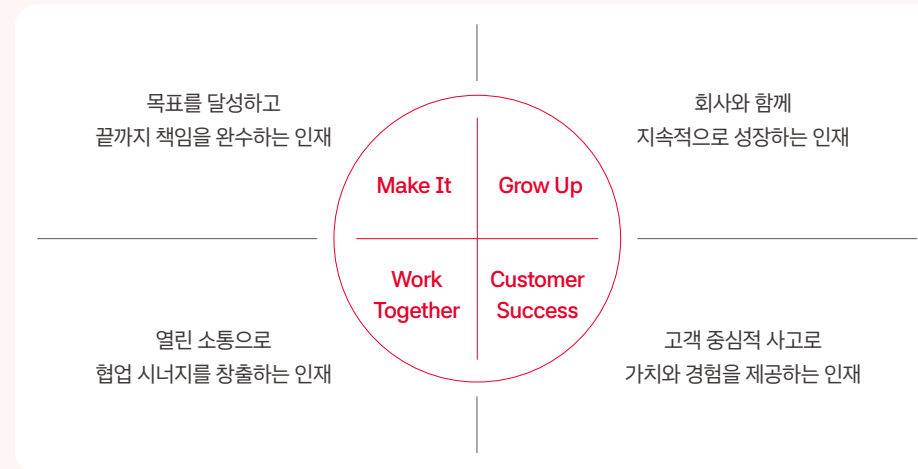 목표를 달성하고
끝까지 책임을 완수하는 인재
회사와 함께
지속적으로 성장하는 인재
Make It
Grow Up
Work
Together
Customer
Success
열린 소통으로
협업 시너지를 창출하는 인재
고객 중심적 사고로
가치와 경험을 제공하는 인재